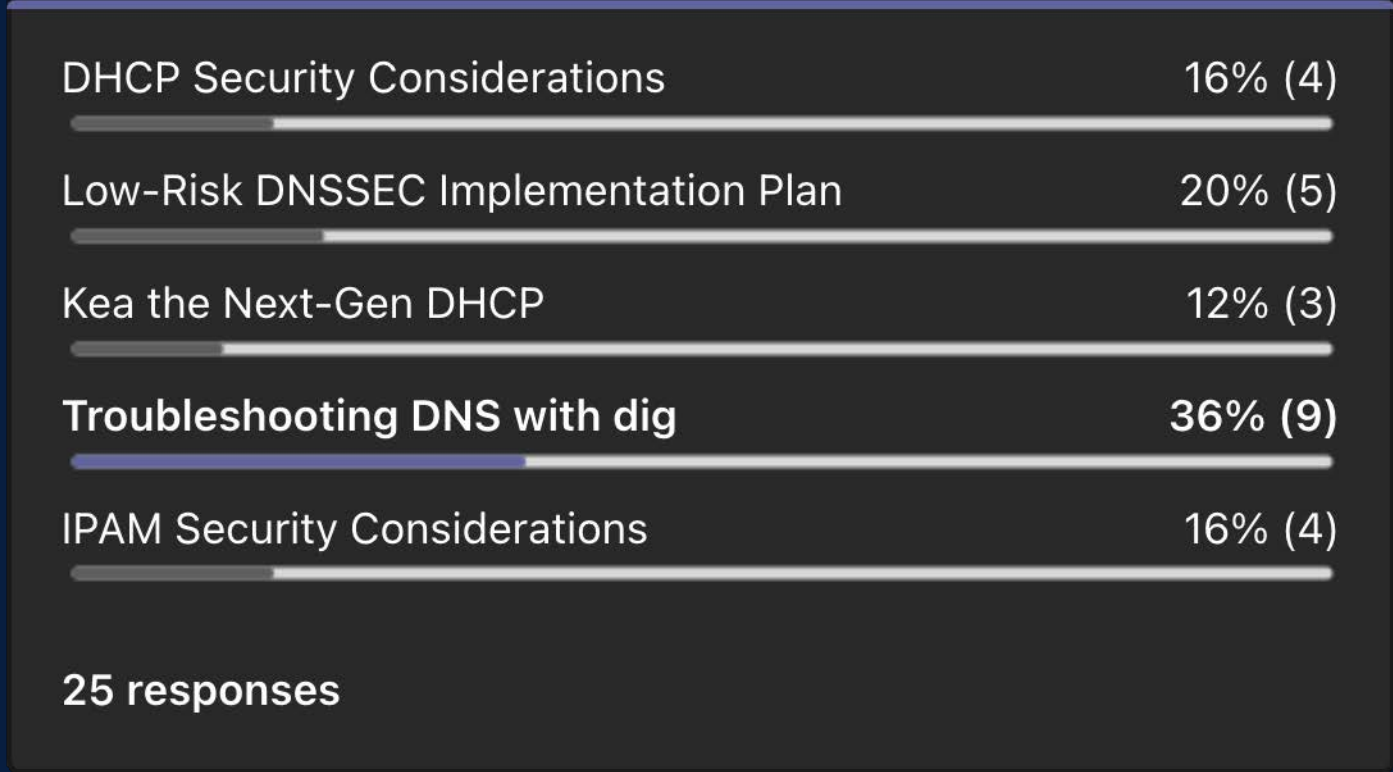 DHCP Security Considerations 16% (4)
Low-Risk DNSSEC Implementation Plan 20% (5)
Kea the Next-Gen DHCP 12% (3)
Troubleshooting DNS with dig 36% (9)
IPAM Security Considerations 16% (4)
25 responses